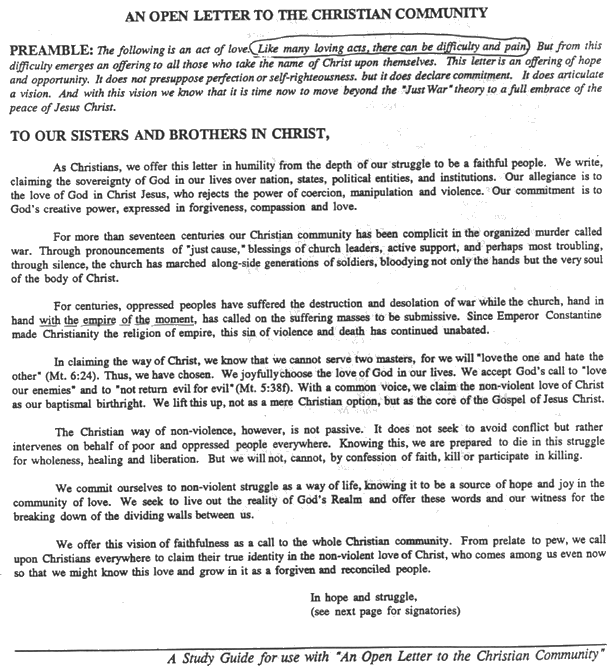 AN OPEN LETTER TO THE CHRISTIAN COMMUNITY
PREAMBLE: The following is an act of love. Like many loving acts, there can be difficulty and pain. But from this
difficulty emerges an offering to all those who take the name of Christ upon themselves. This letter is an offering of hope
and opportunity. It does not presuppose perfection or self-righteousness. but it does declare commitment. It does articulate
a vision. And with this vision we know that it is time now to move beyond the "Just War" theory to a full embrace of the
peace of Jesus Christ.
TO OUR SISTERS AND BROTHERS IN CHRIST,
As Christians, we offer this letter in humility from the depth of our struggle to be a faithful people. We write,
claiming the sovereignty of God in our lives over nation, states, political entities, and institutions. Our allegiance is to
the love of God in Christ Jesus, who rejects the power of coercion, manipulation and violence. Our commitment is to
God's creative power, expressed in forgiveness, compassion and love.
For more than seventeen centuries our Christian community has been complicit in the organized murder called
war. Through pronouncements of "just cause," blessings of church leaders, active support, and perhaps most troubling,
through silence, the church has marched along-side generations of soldiers, bloodying not only the hands but the very soul
of the body of Christ.
For centuries, oppressed peoples have suffered the destruction and desolation of war while the church, hand in
hand with the empire of the moment, has called on the suffering masses to be submissive. Since Emperor Constantine
made Christianity the religion of empire, this sin of violence and death has continued unabated.
In claiming the way of Christ, we know that we cannot serve two masters, for we will "love the one and hate the
other" (Mt. 6:24). Thus, we have chosen. We joyfully choose the love of God in our lives. We accept God's call to "love
our enemies" and to "not return evil for evil" (Mt. 5:38f). With a common voice, we claim the non-violent love of Christ
as our baptismal birthright. We lift this up, not as a mere Christian option, but as the core of the Gospel of Jesus Christ.
The Christian way of non-violence, however, is not passive. It does not seek to avoid conflict but rather
intervenes on behalf of poor and oppressed people everywhere. Knowing this, we are prepared to die in this struggle
for wholeness, healing and liberation. But we will not, cannot, by confession of faith, kill or participate in killing.
We commit ourselves to non-violent struggle as a way of life, knowing it to be a source of hope and joy in the
community of love. We seek to live out the reality of God's Realm and offer these words and our witness for the
breaking down of the dividing walls between us.
We offer this vision of faithfulness as a call to the whole Christian community. From prelate to pew, we call
upon Christians everywhere to claim their true identity in the non-violent love of Christ, who comes among us even now
so that we might know this love and grow in it as a forgiven and reconciled people.
In hope and struggle,
(see next page for signatories)
A Study Guide for use with "An Open Letter to the Christian Community"